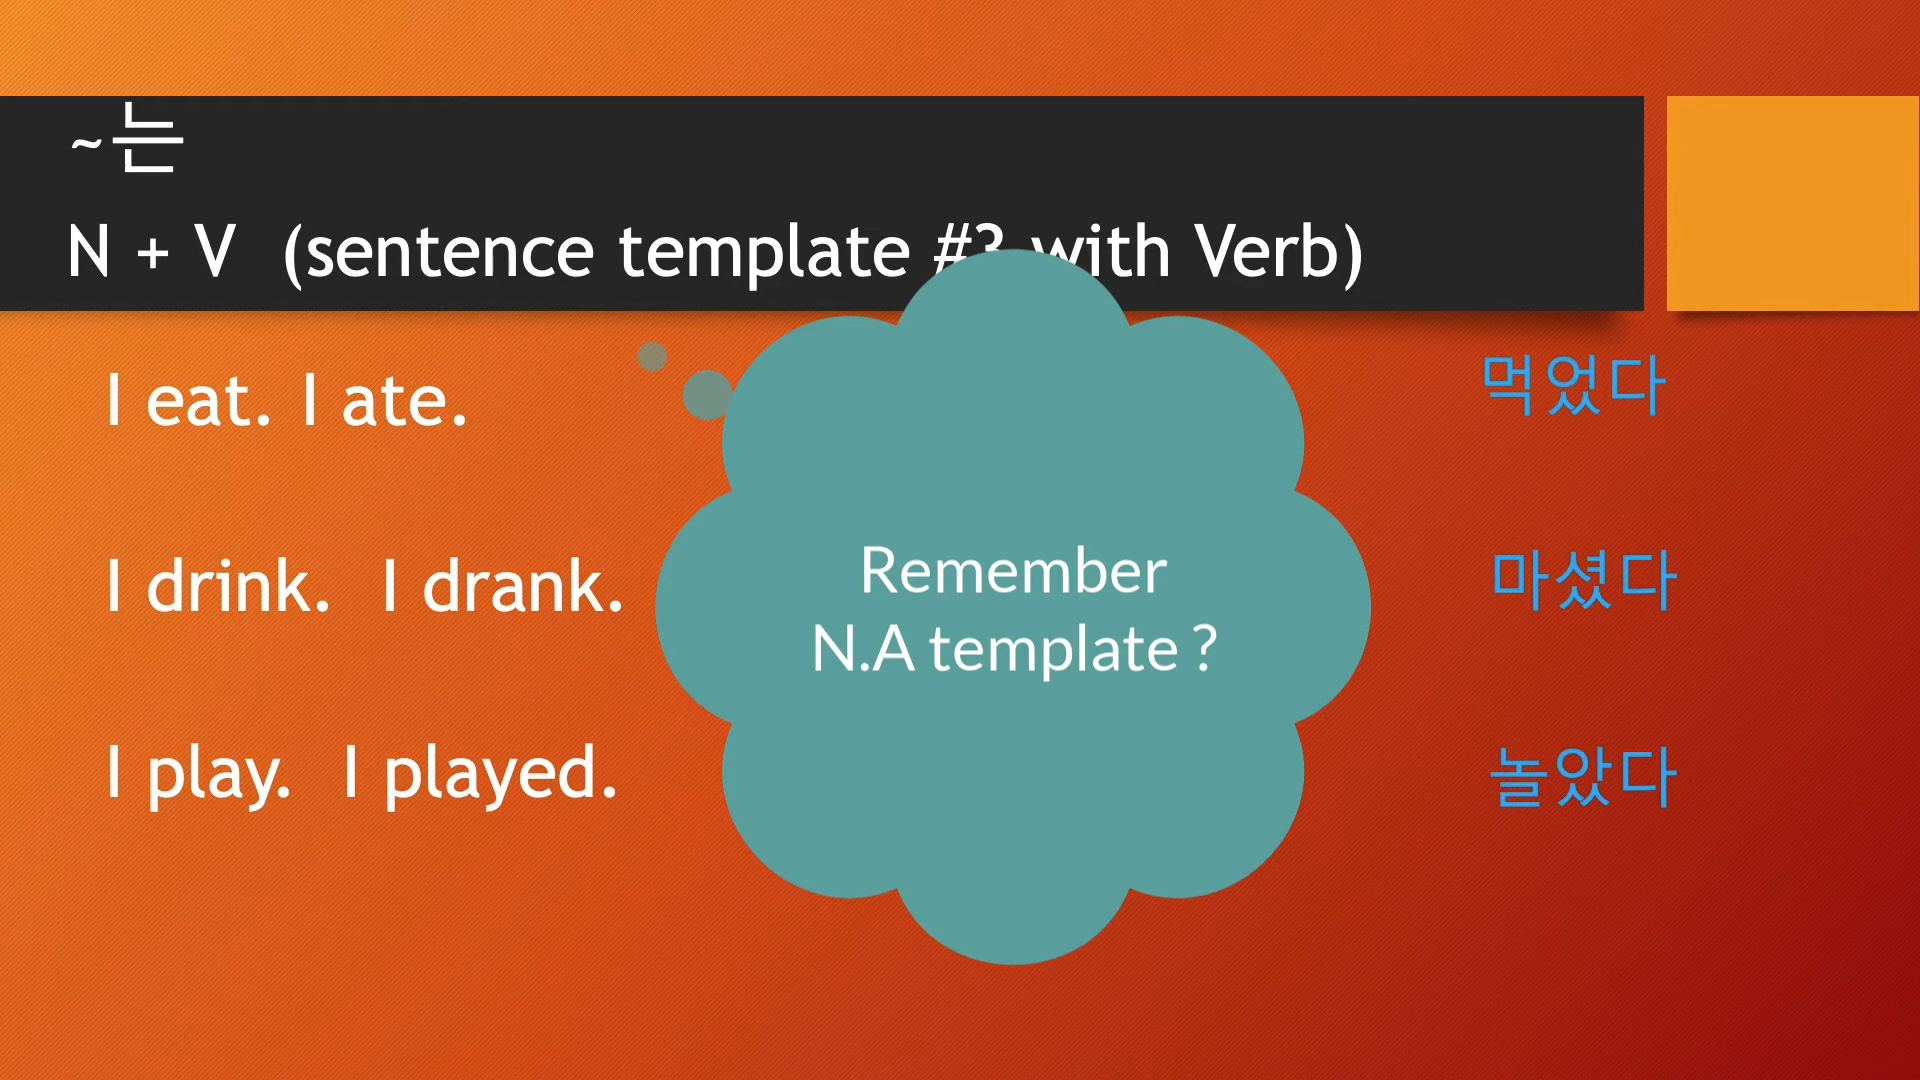 ~는
N + V (sentence template #3 with Verb)
I eat. I ate.
먹었다
I drink. I drank.
마셨다
I play. I played.
놀았다
Remember
N.A template ?